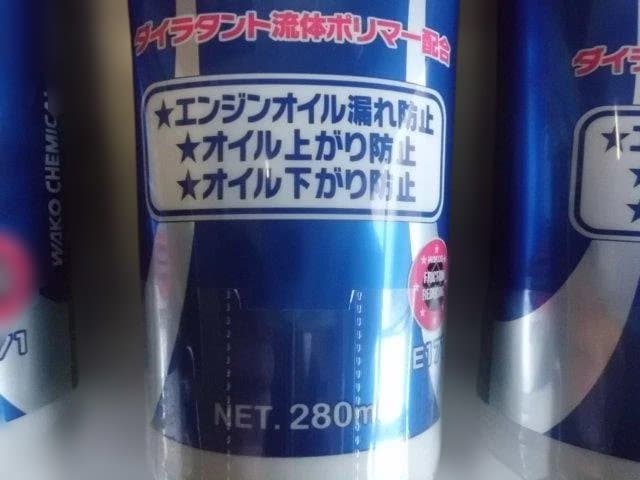 ダイラタント流体ポリマー配合
★エンジンオイル漏れ防止
★オイル上がり防止
★オイル下がり防止
WAKO CHEMICAL
NET. 280m